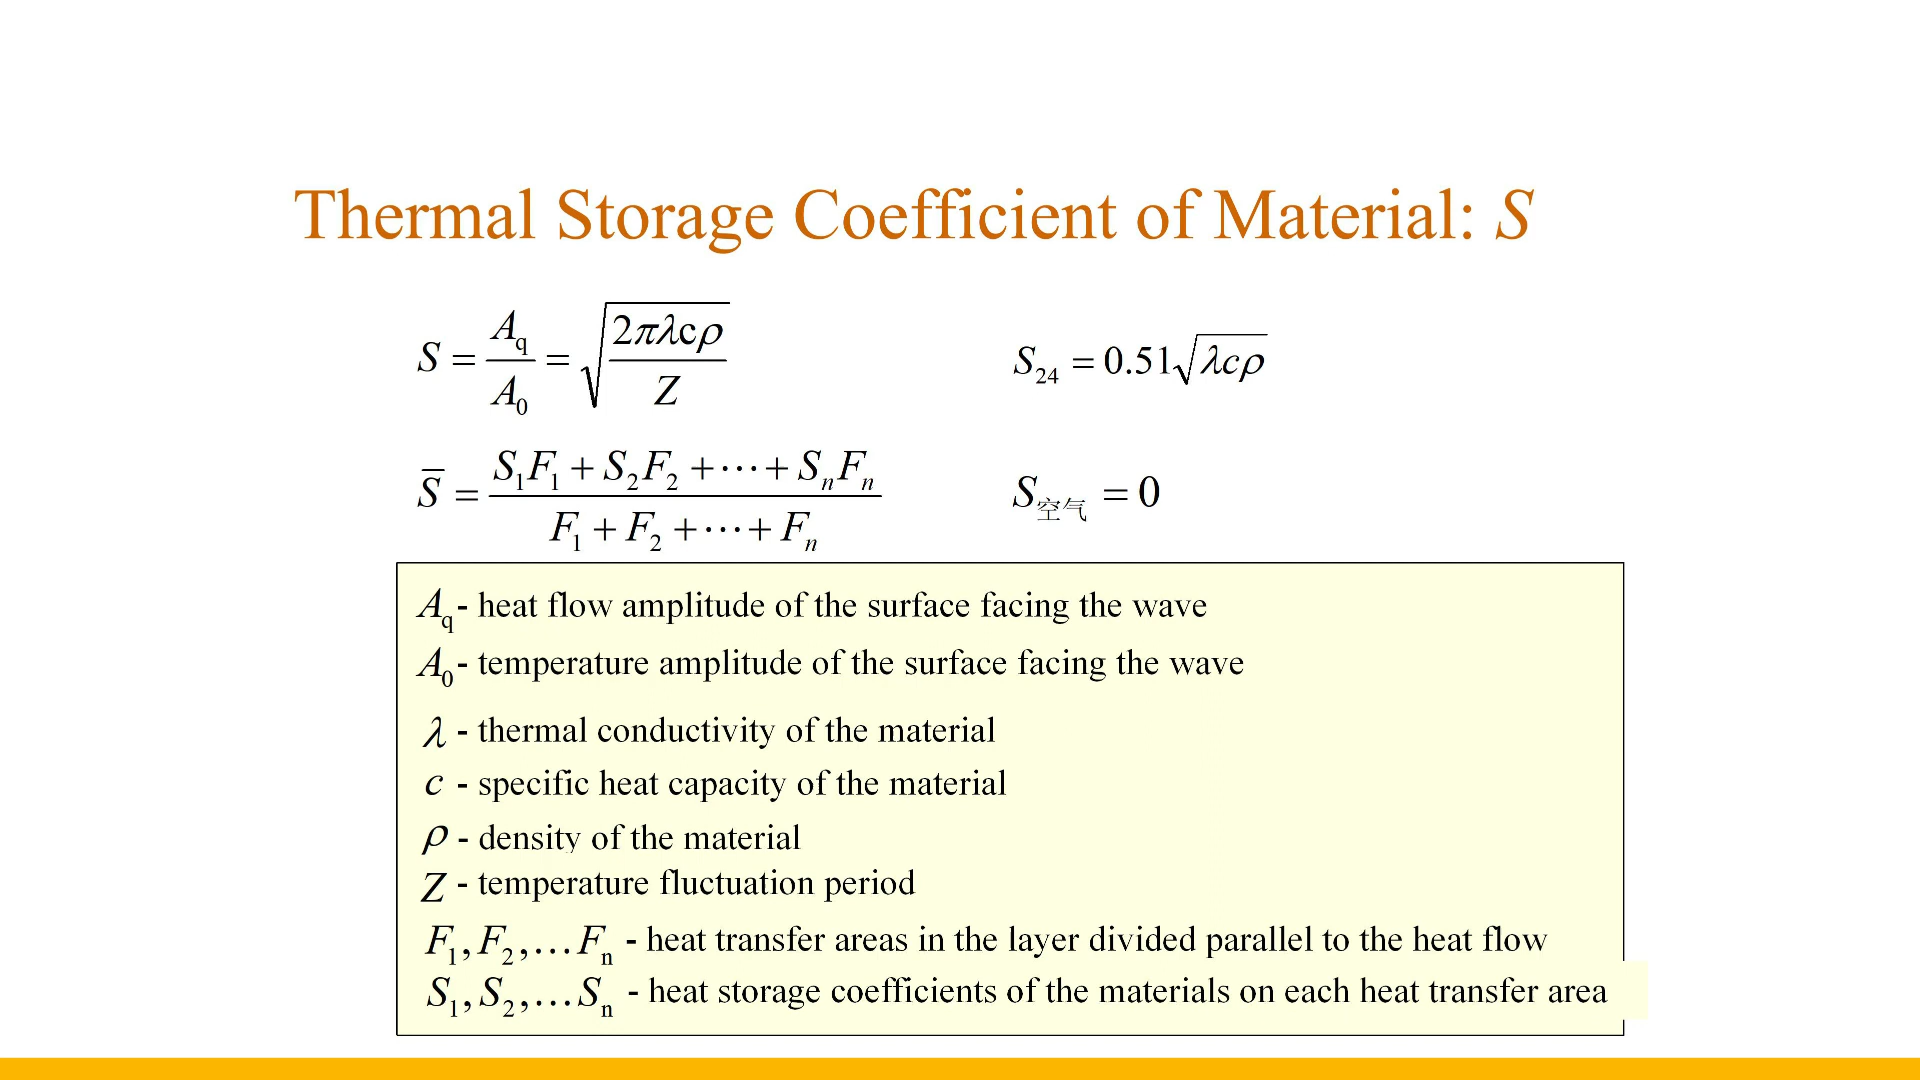 Thermal Storage Coefficient of Material: S
S = A_q / A_0 = √(2πλcρ / Z)
S_24 = 0.51√(λcρ)
S̄ = (S_1F_1 + S_2F_2 + ⋯ + S_nF_n) / (F_1 + F_2 + ⋯ + F_n)
S_空气 = 0
A_q - heat flow amplitude of the surface facing the wave
A_0 - temperature amplitude of the surface facing the wave
λ - thermal conductivity of the material
c - specific heat capacity of the material
ρ - density of the material
Z - temperature fluctuation period
F_1, F_2, …F_n - heat transfer areas in the layer divided parallel to the heat flow
S_1, S_2, …S_n - heat storage coefficients of the materials on each heat transfer area